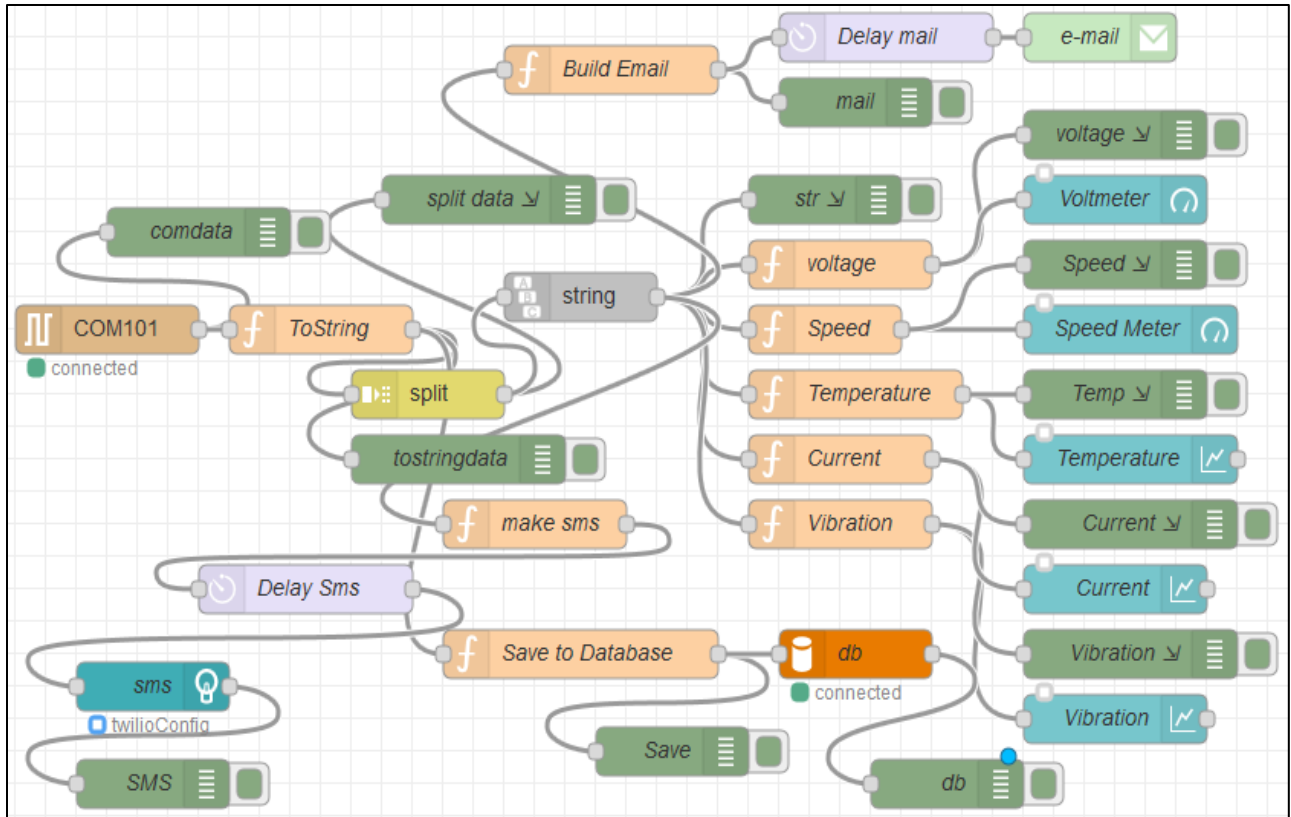 Delay mail
e-mail
Build Email
mail
voltage ⇲
split data ⇲
str ⇲
Voltmeter
comdata
voltage
Speed ⇲
A
B
C
string
COM101
ToString
Speed
Speed Meter
connected
split
Temperature
Temp ⇲
tostringdata
Current
Temperature
make sms
Vibration
Current ⇲
Delay Sms
Current
Save to Database
db
Vibration ⇲
sms
connected
twilioConfig
Vibration
Save
SMS
db